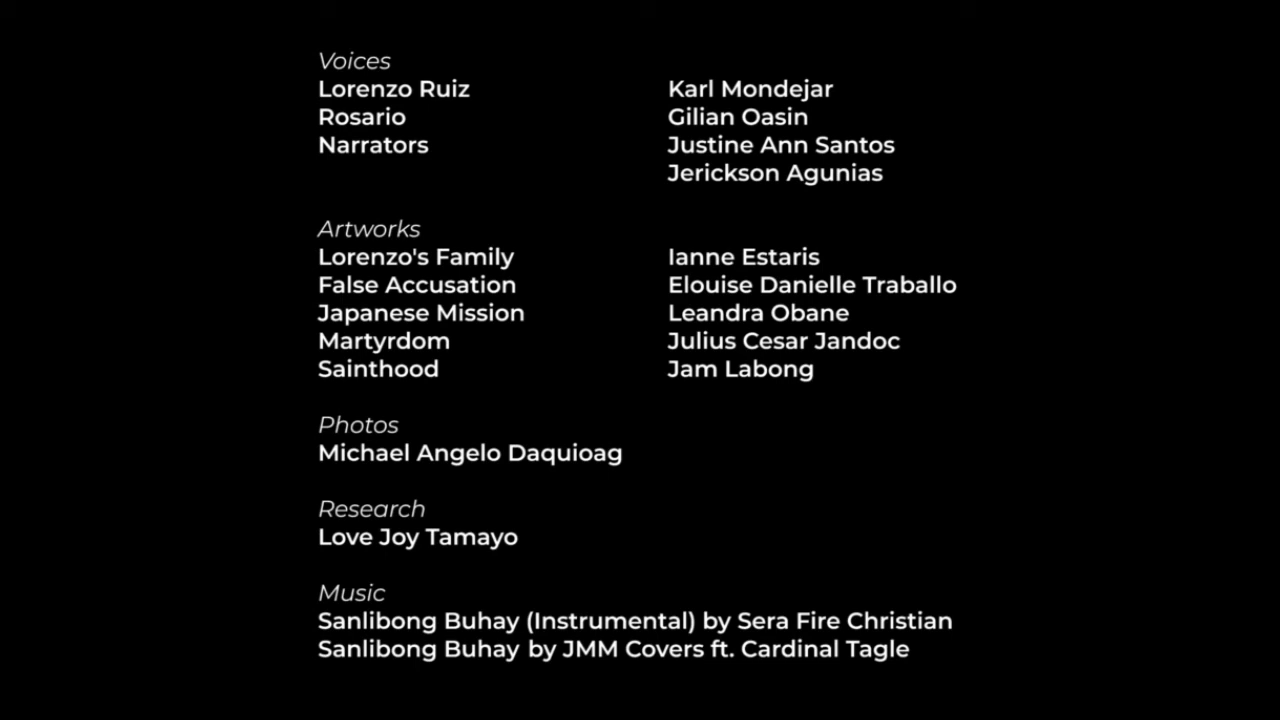 Voices
Lorenzo Ruiz Karl Mondejar
Rosario Gilian Oasin
Narrators Justine Ann Santos
Jerickson Agunias
Artworks
Lorenzo's Family Ianne Estaris
False Accusation Elouise Danielle Traballo
Japanese Mission Leandra Obane
Martyrdom Julius Cesar Jandoc
Sainthood Jam Labong
Photos
Michael Angelo Daquioag
Research
Love Joy Tamayo
Music
Sanlibong Buhay (Instrumental) by Sera Fire Christian
Sanlibong Buhay by JMM Covers ft. Cardinal Tagle